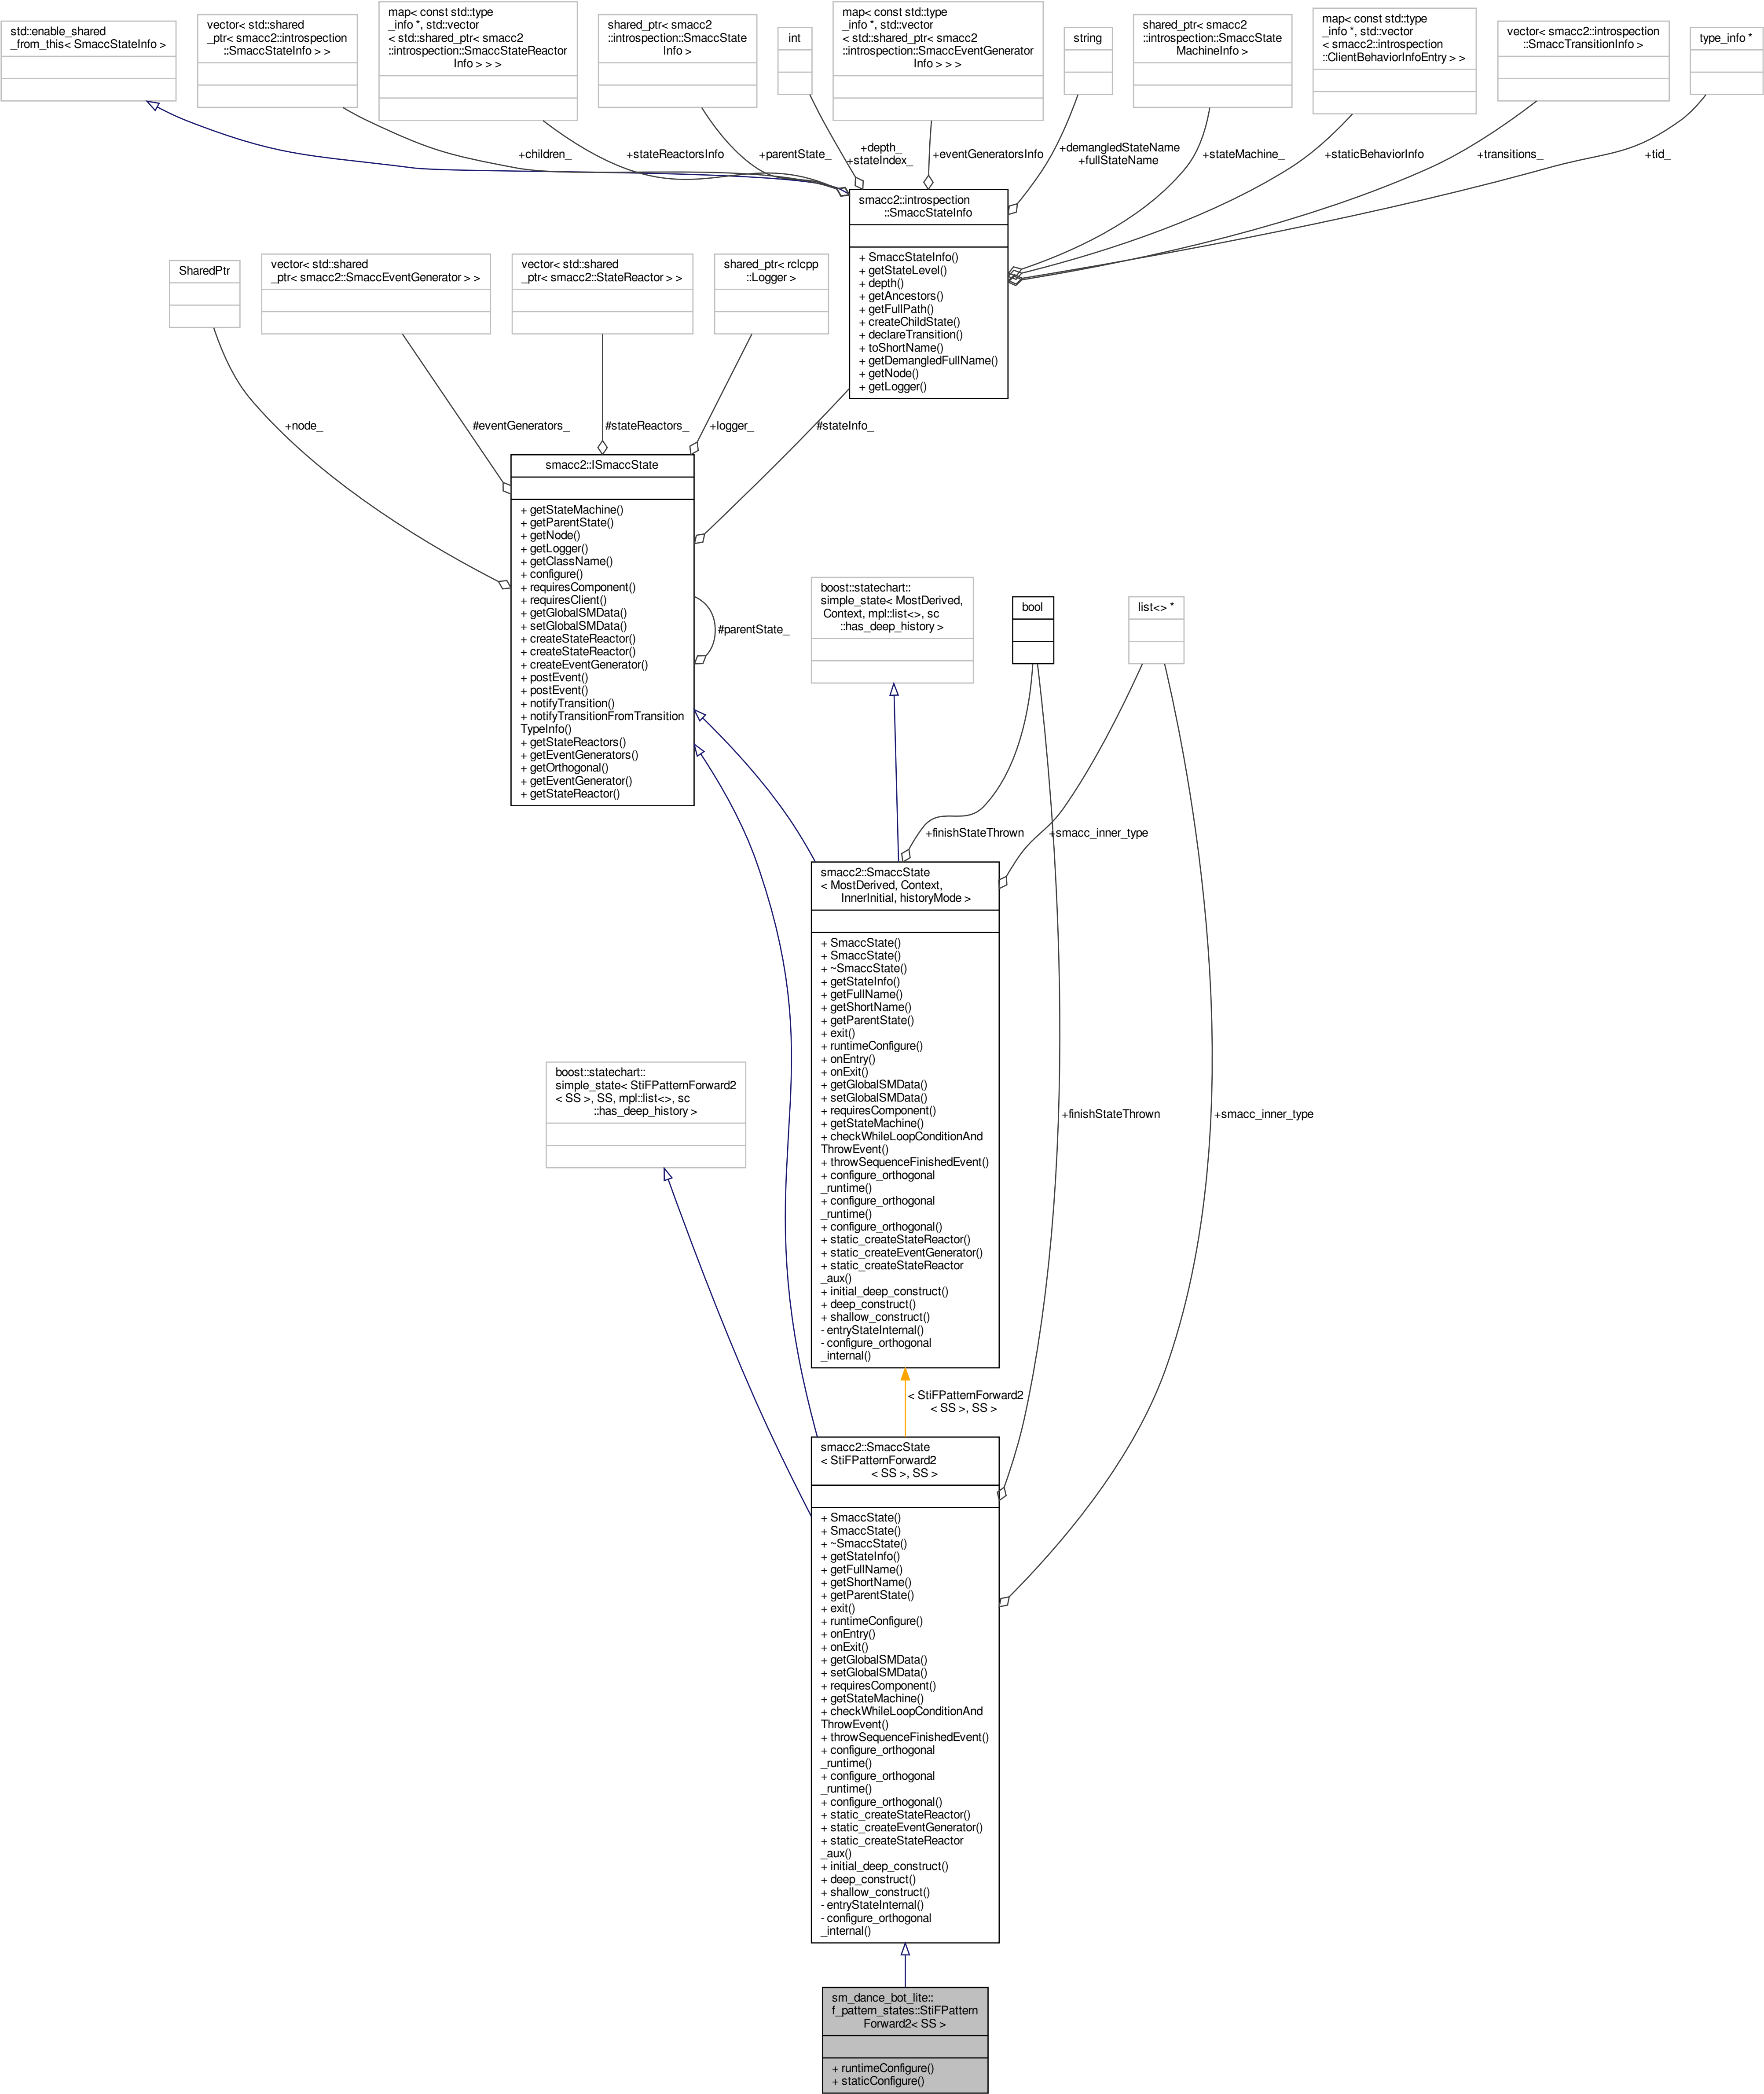 std::enable_shared
_from_this< SmaccStateInfo >
vector< std::shared
_ptr< smacc2::introspection
::SmaccStateInfo > >
map< const std::type
_info *, std::vector
< std::shared_ptr< smacc2
::introspection::SmaccStateReactor
Info > > >
shared_ptr< smacc2
::introspection::SmaccState
Info >
int
map< const std::type
_info *, std::vector
< std::shared_ptr< smacc2
::introspection::SmaccEventGenerator
Info > > >
string
shared_ptr< smacc2
::introspection::SmaccState
MachineInfo >
map< const std::type
_info *, std::vector
< smacc2::introspection
::ClientBehaviorInfoEntry > >
vector< smacc2::introspection
::SmaccTransitionInfo >
type_info *
+children_
+stateReactorsInfo
+parentState_
+depth_
+stateIndex_
+eventGeneratorsInfo
+demangledStateName
+fullStateName
+stateMachine_
+staticBehaviorInfo
+transitions_
+tid_
smacc2::introspection
::SmaccStateInfo
+ SmaccStateInfo()
+ getStateLevel()
+ depth()
+ getAncestors()
+ getFullPath()
+ createChildState()
+ declareTransition()
+ toShortName()
+ getDemangledFullName()
+ getNode()
+ getLogger()
SharedPtr
vector< std::shared
_ptr< smacc2::SmaccEventGenerator > >
vector< std::shared
_ptr< smacc2::StateReactor > >
shared_ptr< rclcpp
::Logger >
+node_
#eventGenerators_
#stateReactors_
+logger_
#stateInfo_
smacc2::ISmaccState
+ getStateMachine()
+ getParentState()
+ getNode()
+ getLogger()
+ getClassName()
+ configure()
+ requiresComponent()
+ requiresClient()
+ getGlobalSMData()
+ setGlobalSMData()
+ createStateReactor()
+ createStateReactor()
+ createEventGenerator()
+ postEvent()
+ postEvent()
+ notifyTransition()
+ notifyTransitionFromTransition
TypeInfo()
+ getStateReactors()
+ getEventGenerators()
+ getOrthogonal()
+ getEventGenerator()
+ getStateReactor()
#parentState_
boost::statechart::
simple_state< MostDerived,
Context, mpl::list<>, sc
::has_deep_history >
bool
list<> *
+finishStateThrown
+smacc_inner_type
smacc2::SmaccState
< MostDerived, Context,
InnerInitial, historyMode >
+ SmaccState()
+ SmaccState()
+ ~SmaccState()
+ getStateInfo()
+ getFullName()
+ getShortName()
+ getParentState()
+ exit()
+ runtimeConfigure()
+ onEntry()
+ onExit()
+ getGlobalSMData()
+ setGlobalSMData()
+ requiresComponent()
+ getStateMachine()
+ checkWhileLoopConditionAnd
ThrowEvent()
+ throwSequenceFinishedEvent()
+ configure_orthogonal
_runtime()
+ configure_orthogonal
_runtime()
+ configure_orthogonal()
+ static_createStateReactor()
+ static_createEventGenerator()
+ static_createStateReactor
_aux()
+ initial_deep_construct()
+ deep_construct()
+ shallow_construct()
- entryStateInternal()
- configure_orthogonal
_internal()
boost::statechart::
simple_state< StiFPatternForward2
< SS >, SS, mpl::list<>, sc
::has_deep_history >
+finishStateThrown
+smacc_inner_type
< StiFPatternForward2
< SS >, SS >
smacc2::SmaccState
< StiFPatternForward2
< SS >, SS >
+ SmaccState()
+ SmaccState()
+ ~SmaccState()
+ getStateInfo()
+ getFullName()
+ getShortName()
+ getParentState()
+ exit()
+ runtimeConfigure()
+ onEntry()
+ onExit()
+ getGlobalSMData()
+ setGlobalSMData()
+ requiresComponent()
+ getStateMachine()
+ checkWhileLoopConditionAnd
ThrowEvent()
+ throwSequenceFinishedEvent()
+ configure_orthogonal
_runtime()
+ configure_orthogonal
_runtime()
+ configure_orthogonal()
+ static_createStateReactor()
+ static_createEventGenerator()
+ static_createStateReactor
_aux()
+ initial_deep_construct()
+ deep_construct()
+ shallow_construct()
- entryStateInternal()
- configure_orthogonal
_internal()
sm_dance_bot_lite::
f_pattern_states::StiFPattern
Forward2< SS >
+ runtimeConfigure()
+ staticConfigure()